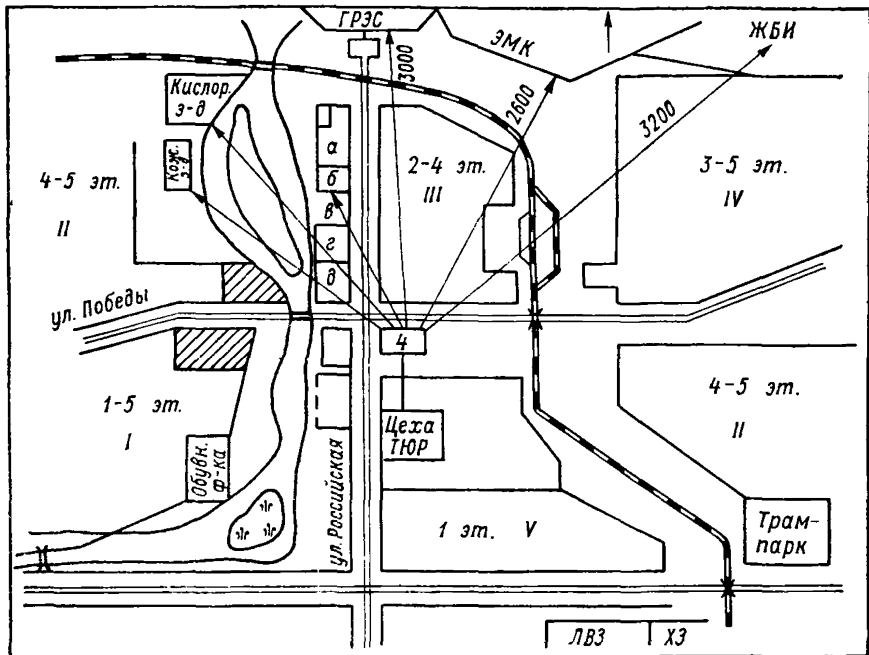 ГРЭС
ЭМК
ЖБИ
3000
2600
3200
Кислор.
з-д
Кож.
з-д
а
б
в
г
д
2-4 эт.
III
3-5 эт.
IV
4-5 эт.
II
ул. Победы
4
1-5 эт.
I
4-5 эт.
II
Цеха
ТЮР
Обувн.
ф-ка
ул. Российская
1 эт. V
Трам-
парк
ЛВЗ
ХЗ